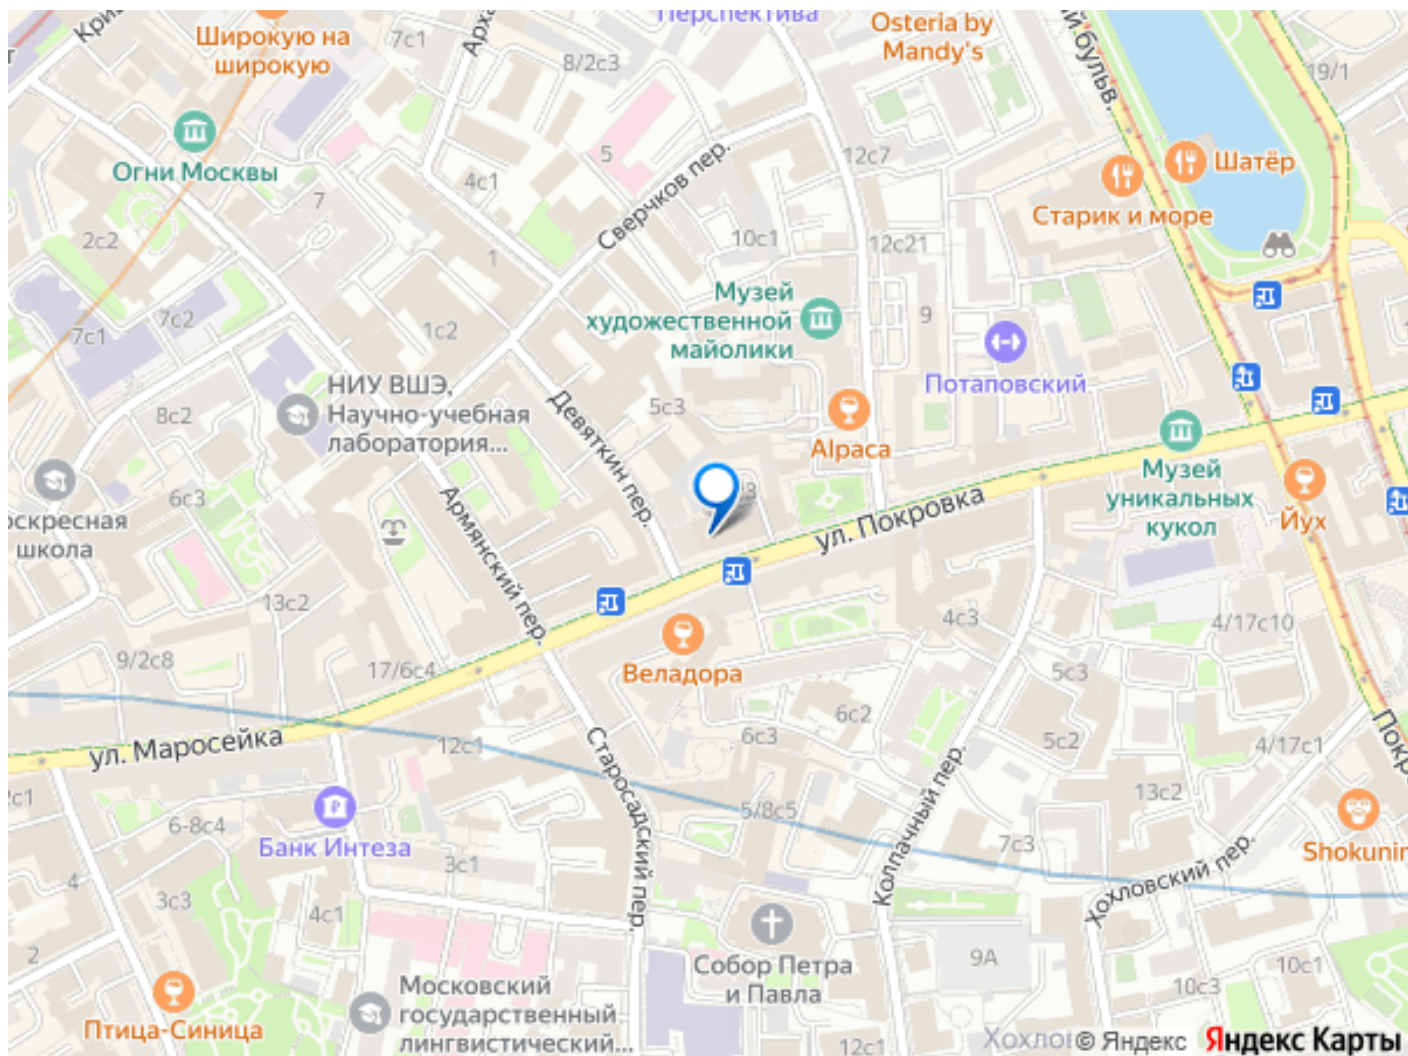 Перспектива
Osteria by
Mandy's
Широкую на
широкую
7с1
8/2с3
19/1
Огни Москвы
5
4с1
7
12с7
Шатёр
Старик и море
Сверчков пер.
2с2
1
10с1
12с21
Музей
художественной
майолики
7с2
7с1
1с2
9
Потаповский
НИУ ВШЭ,
Научно-учебная
лаборатория...
8с2
Девяткин пер.
5с3
Alpaca
Музей
уникальных
кукол
6с3
школа
Армянский пер.
ул. Покровка
Йух
13с2
4с3
4/17с10
9/2с8
17/6с4
Веладора
5с3
6с2
6с3
5с2
4/17с1
ул. Маросейка
12с1
Старосадский пер.
Колпачный пер.
5/8с5
13с2
6-8с4
Банк Интеза
7с3
3с1
Хохловский пер.
4
3с3
4с1
2
Собор Петра
и Павла
9А
10с1
10с3
Московский
государственный
лингвистический...
Птица-Синица
12с1
© Яндекс
Яндекс Карты